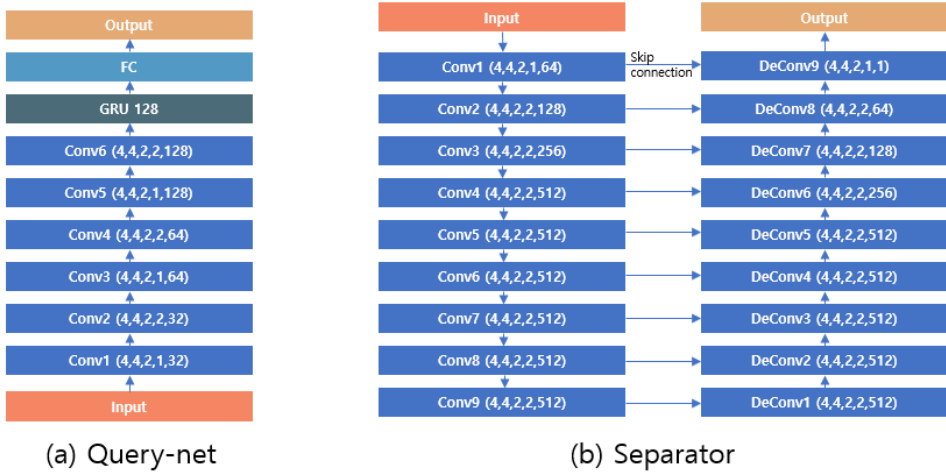 Output
FC
GRU 128
Conv6 (4,4,2,2,128)
Conv5 (4,4,2,1,128)
Conv4 (4,4,2,2,64)
Conv3 (4,4,2,1,64)
Conv2 (4,4,2,2,32)
Conv1 (4,4,2,1,32)
Input
(a) Query-net
Input
Conv1 (4,4,2,1,64)
Conv2 (4,4,2,2,128)
Conv3 (4,4,2,2,256)
Conv4 (4,4,2,2,512)
Conv5 (4,4,2,2,512)
Conv6 (4,4,2,2,512)
Conv7 (4,4,2,2,512)
Conv8 (4,4,2,2,512)
Conv9 (4,4,2,2,512)
Skip
connection
Output
DeConv9 (4,4,2,1,1)
DeConv8 (4,4,2,2,64)
DeConv7 (4,4,2,2,128)
DeConv6 (4,4,2,2,256)
DeConv5 (4,4,2,2,512)
DeConv4 (4,4,2,2,512)
DeConv3 (4,4,2,2,512)
DeConv2 (4,4,2,2,512)
DeConv1 (4,4,2,2,512)
(b) Separator